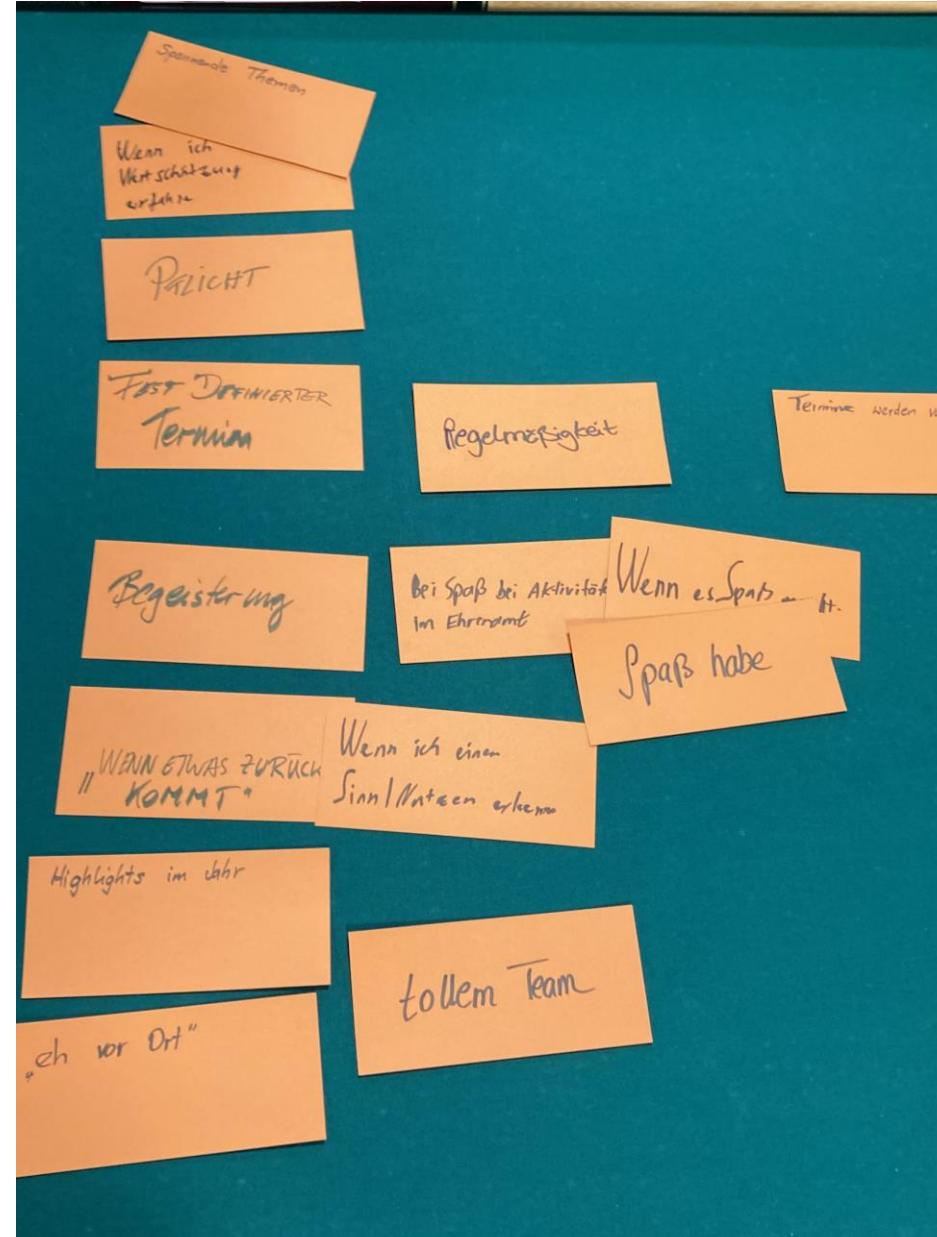 Spannende Themen
Wenn ich
Wertschätzung
erfahre
PFLICHT
FEST DEFINIERTER
Termin
Regelmäßigkeit
Termine werden
Begeisterung
Bei Spaß bei Aktivität
im Ehrenamt
Wenn es Spaß
Spaß habe
„WENN ETWAS ZURÜCK
KOMMT"
Wenn ich einen
Sinn/Nutzen erkenne
Highlights im Jahr
tollem Team
„eh vor Ort"